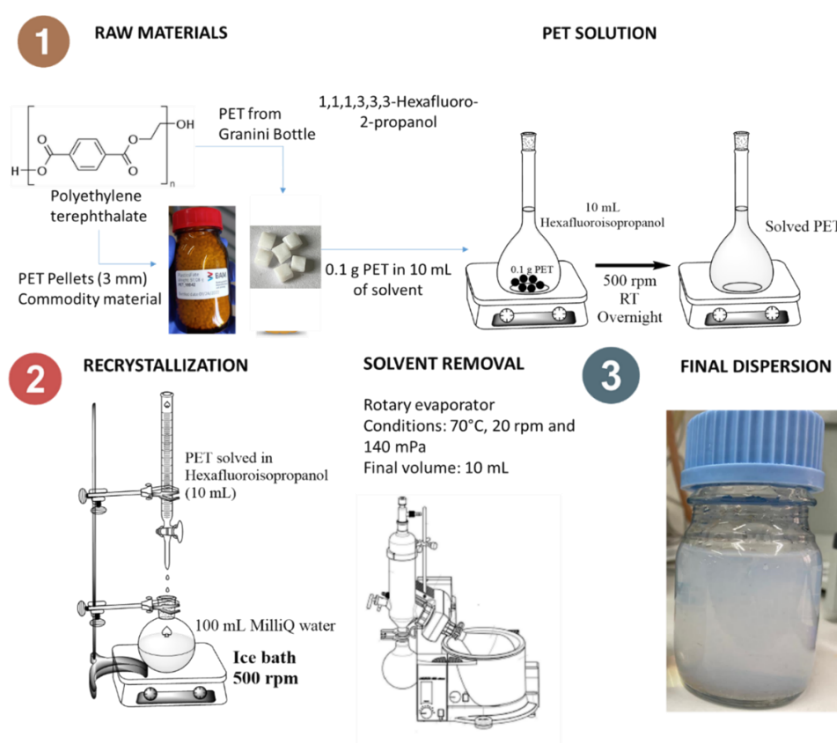 1
RAW MATERIALS
PET SOLUTION
OH
O
O
O
O
H
n
Polyethylene
terephthalate
PET from
Granini Bottle
1,1,1,3,3,3-Hexafluoro-
2-propanol
PET Pellets (3 mm)
Commodity material
BAM
0.1 g PET in 10 mL
of solvent
10 mL
Hexafluoroisopropanol
0.1 g PET
500 rpm
RT
Overnight
Solved PET
2
RECRYSTALLIZATION
PET solved in
Hexafluoroisopropanol
(10 mL)
100 mL MilliQ water
Ice bath
500 rpm
SOLVENT REMOVAL
Rotary evaporator
Conditions: 70°C, 20 rpm and
140 mPa
Final volume: 10 mL
3
FINAL DISPERSION